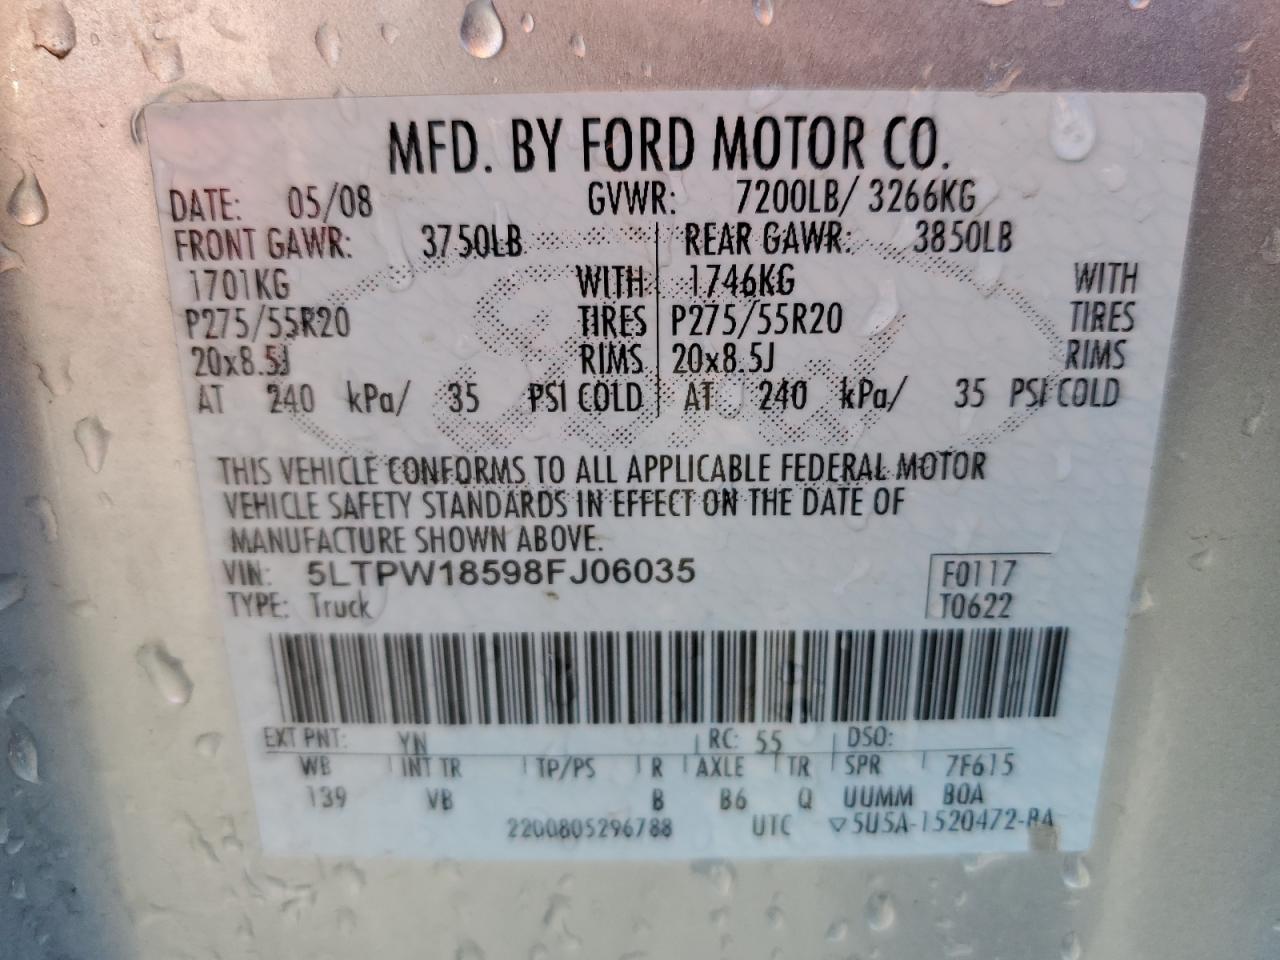 MFD. BY FORD MOTOR CO.
DATE: 05/08 GVWR: 7200LB/ 3266KG
FRONT GAWR: 3750LB REAR GAWR: 3850LB
1701KG WITH 1746KG WITH
P275/55R20 TIRES P275/55R20 TIRES
20x8.5J RIMS 20x8.5J RIMS
AT 240 kPa/ 35 PSI COLD AT 240 kPa/ 35 PSI COLD
THIS VEHICLE CONFORMS TO ALL APPLICABLE FEDERAL MOTOR
VEHICLE SAFETY STANDARDS IN EFFECT ON THE DATE OF
MANUFACTURE SHOWN ABOVE.
VIN: 5LTPW18598FJ06035 F0117
TYPE: Truck T0622
EXT PNT: YN RC: 55 DSO:
WB INT TR TP/PS R AXLE TR SPR 7F615
139 VB B B6 Q UUMM BOA
2200805296788 UTC ▽5U5A-1520472-BA